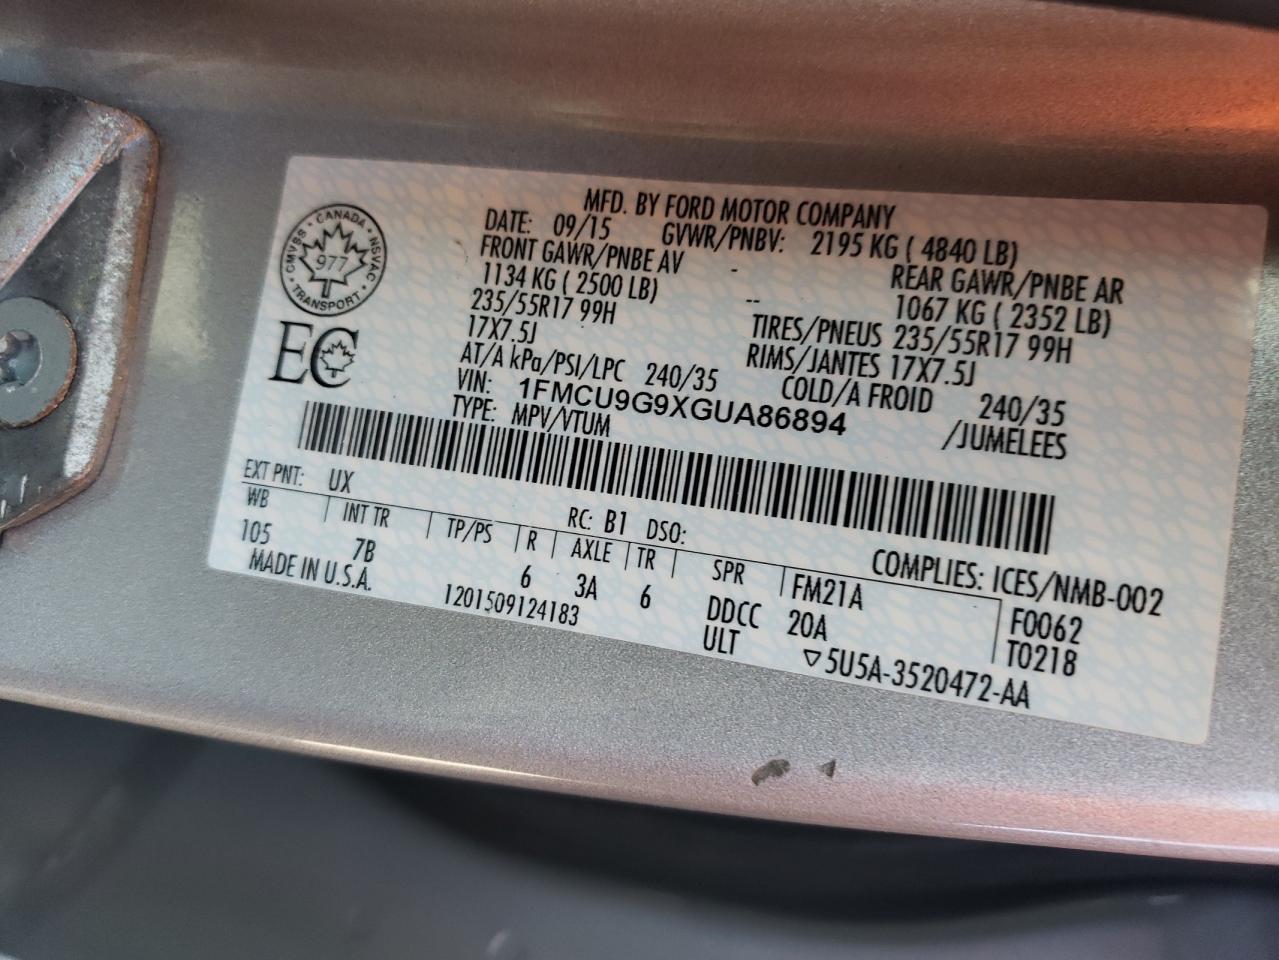 MFD. BY FORD MOTOR COMPANY
DATE: 09/15 GVWR/PNBV: 2195 KG ( 4840 LB)
FRONT GAWR/PNBE AV - REAR GAWR/PNBE AR
1134 KG ( 2500 LB) -- 1067 KG ( 2352 LB)
235/55R17 99H TIRES/PNEUS 235/55R17 99H
17X7.5J RIMS/JANTES 17X7.5J
AT/A kPa/PSI/LPC 240/35 COLD/A FROID 240/35
VIN: 1FMCU9G9XGUA86894 /JUMELEES
TYPE: MPV/VTUM
CANADA
CMVSS • NSVAC
977
TRANSPORT
EC
EXT PNT: UX RC: B1 DSO: COMPLIES: ICES/NMB-002
WB INT TR TP/PS R AXLE TR SPR FM21A F0062
105 7B 6 3A 6 DDCC 20A T0218
MADE IN U.S.A. 1201509124183 ULT ▽5U5A-3520472-AA